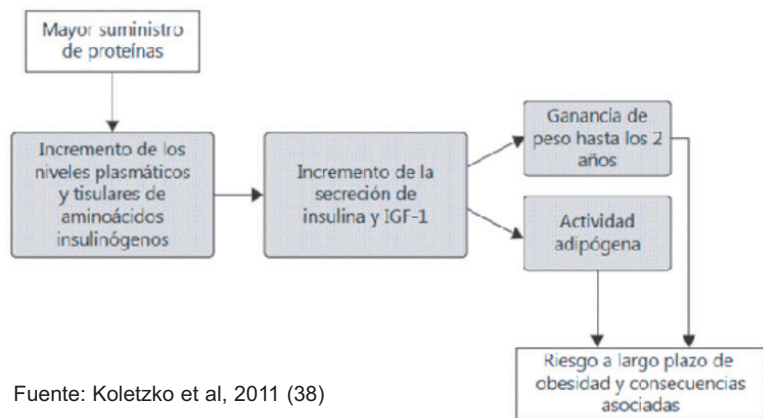 Mayor suministro
de proteínas
Incremento de los
niveles plasmáticos
y tisulares de
aminoácidos
insulinógenos
Incremento de la
secreción de
insulina y IGF-1
Ganancia de
peso hasta los 2
años
Actividad
adipógena
Riesgo a largo plazo de
obesidad y consecuencias
asociadas
Fuente: Koletzko et al, 2011 (38)